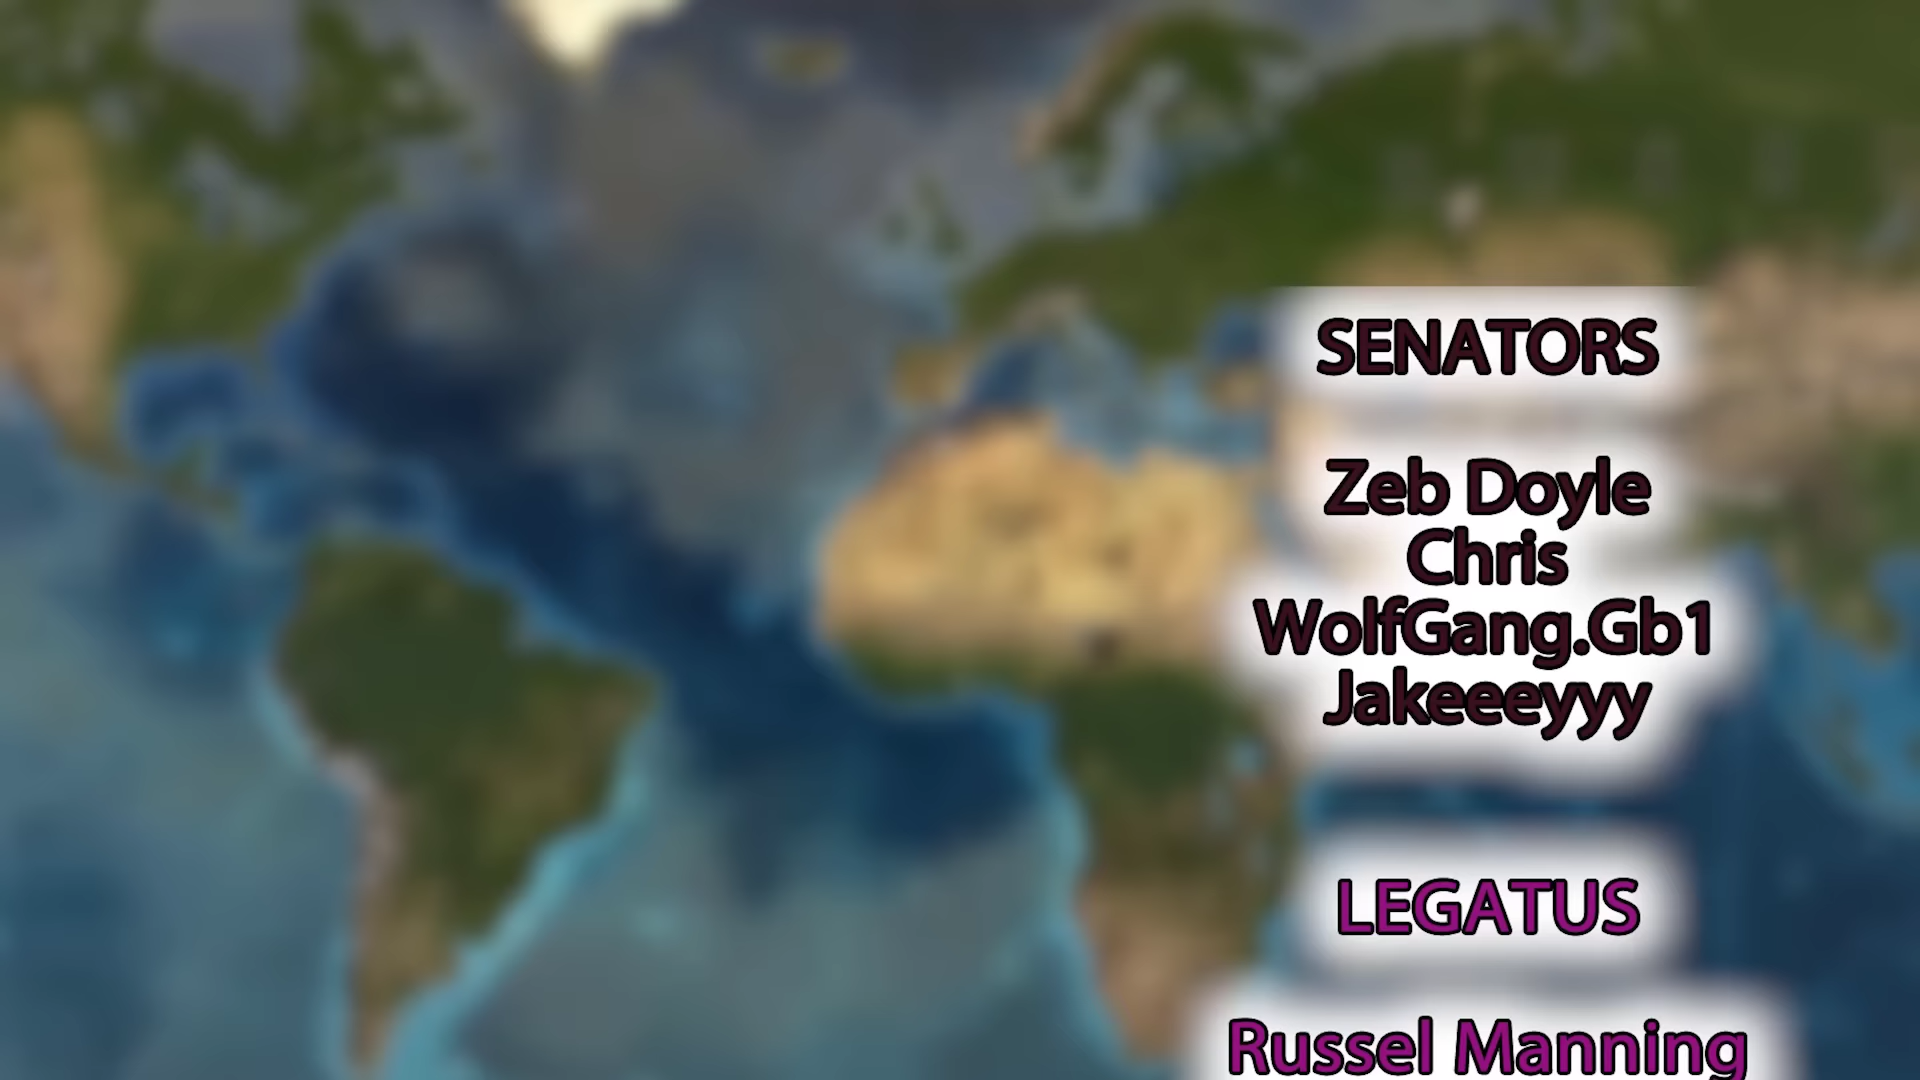 SENATORS
Zeb Doyle
Chris
WolfGang.Gb1
Jakeeeyyy
LEGATUS
Russel Manning